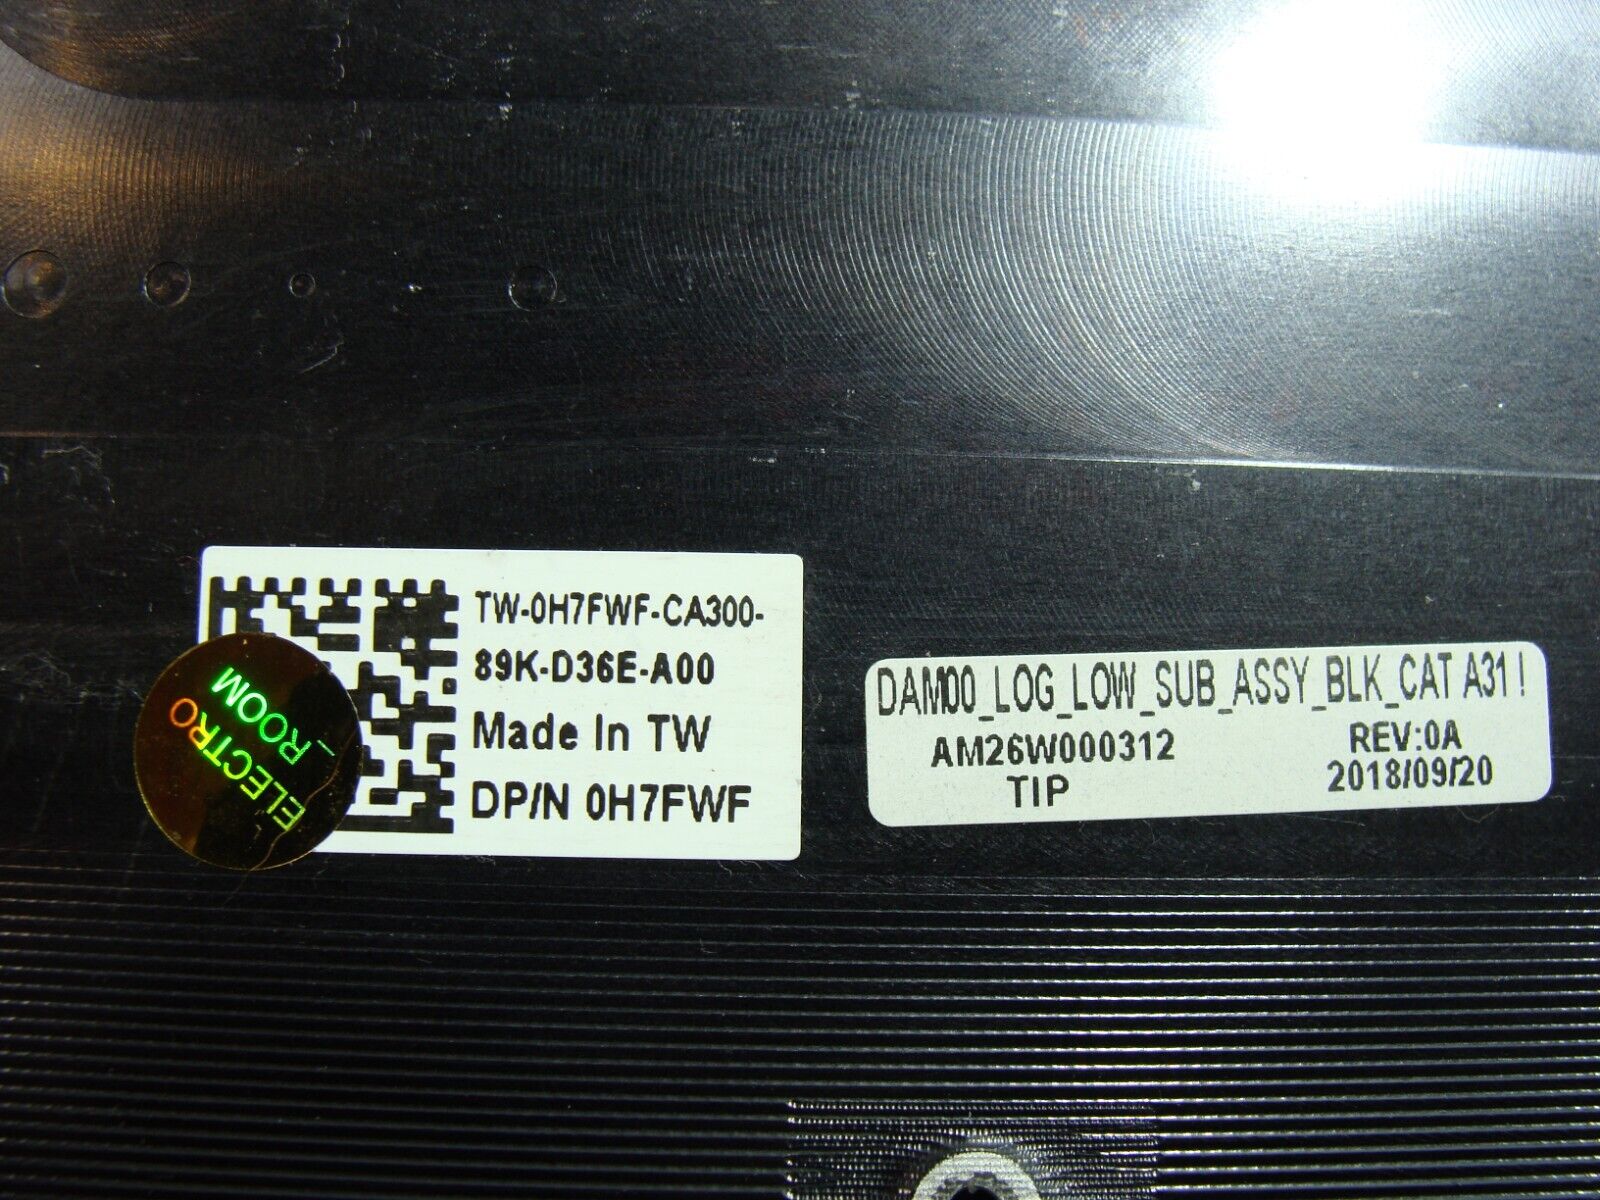 TW-0H7FWF-CA300-
89K-D36E-A00
Made In TW
DP/N 0H7FWF
ELECTRO
_ROOM
DAM00_LOG_LOW_SUB_ASSY_BLK_CAT A31 !
AM26W000312
REV:0A
TIP
2018/09/20